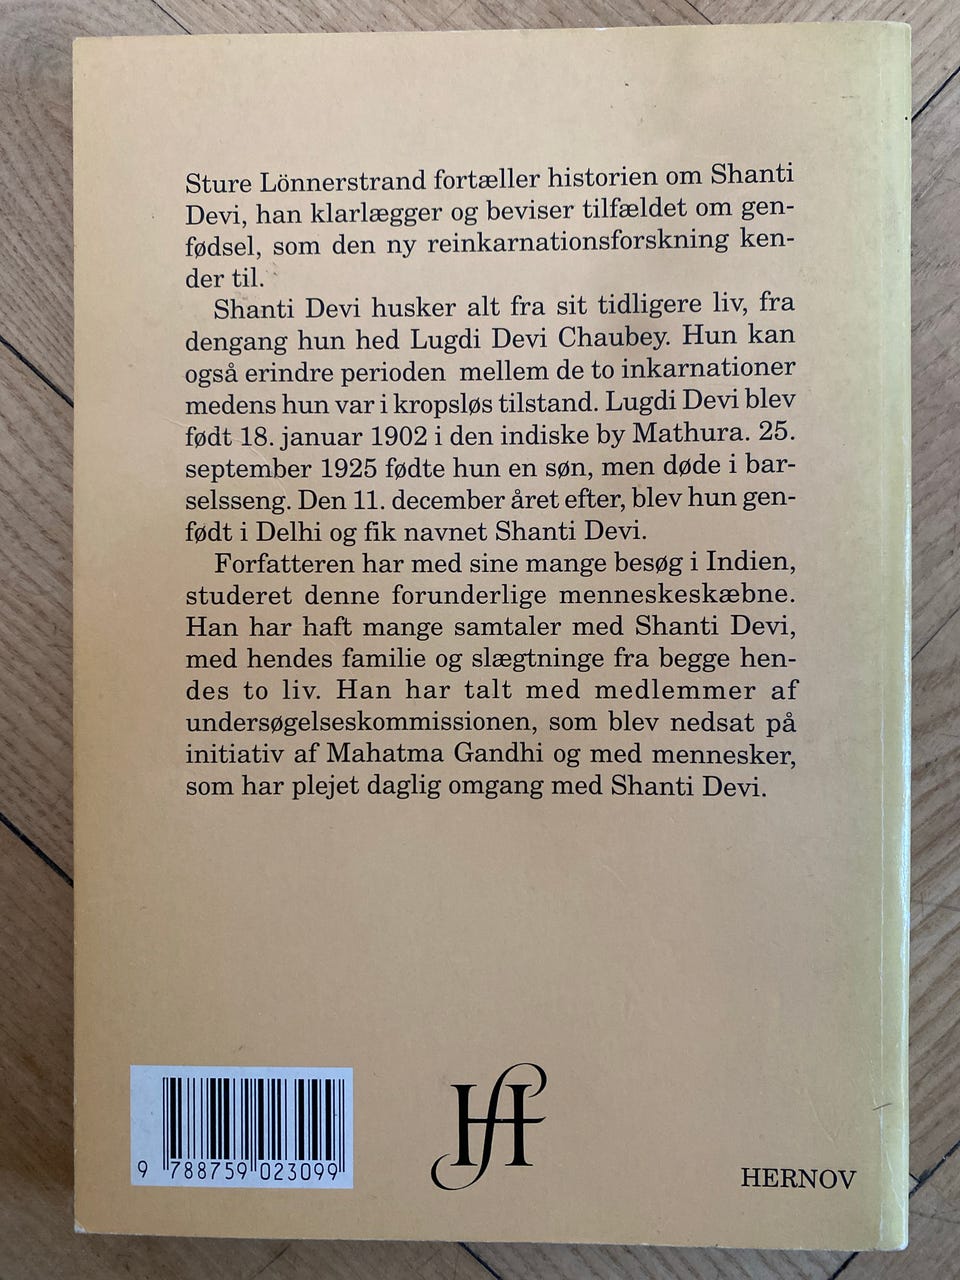 Sture Lönnerstrand fortæller historien om Shanti
Devi, han klarlægger og beviser tilfældet om gen-
fødsel, som den ny reinkarnationsforskning ken-
der til.
Shanti Devi husker alt fra sit tidligere liv, fra
dengang hun hed Lugdi Devi Chaubey. Hun kan
også erindre perioden mellem de to inkarnationer
medens hun var i kropsløs tilstand. Lugdi Devi blev
født 18. januar 1902 i den indiske by Mathura. 25.
september 1925 fødte hun en søn, men døde i bar-
selsseng. Den 11. december året efter, blev hun gen-
født i Delhi og fik navnet Shanti Devi.
Forfatteren har med sine mange besøg i Indien,
studeret denne forunderlige menneskeskæbne.
Han har haft mange samtaler med Shanti Devi,
med hendes familie og slægtninge fra begge hen-
des to liv. Han har talt med medlemmer af
undersøgelseskommissionen, som blev nedsat på
initiativ af Mahatma Gandhi og med mennesker,
som har plejet daglig omgang med Shanti Devi.
9 788759 023099
HH
HERNOV